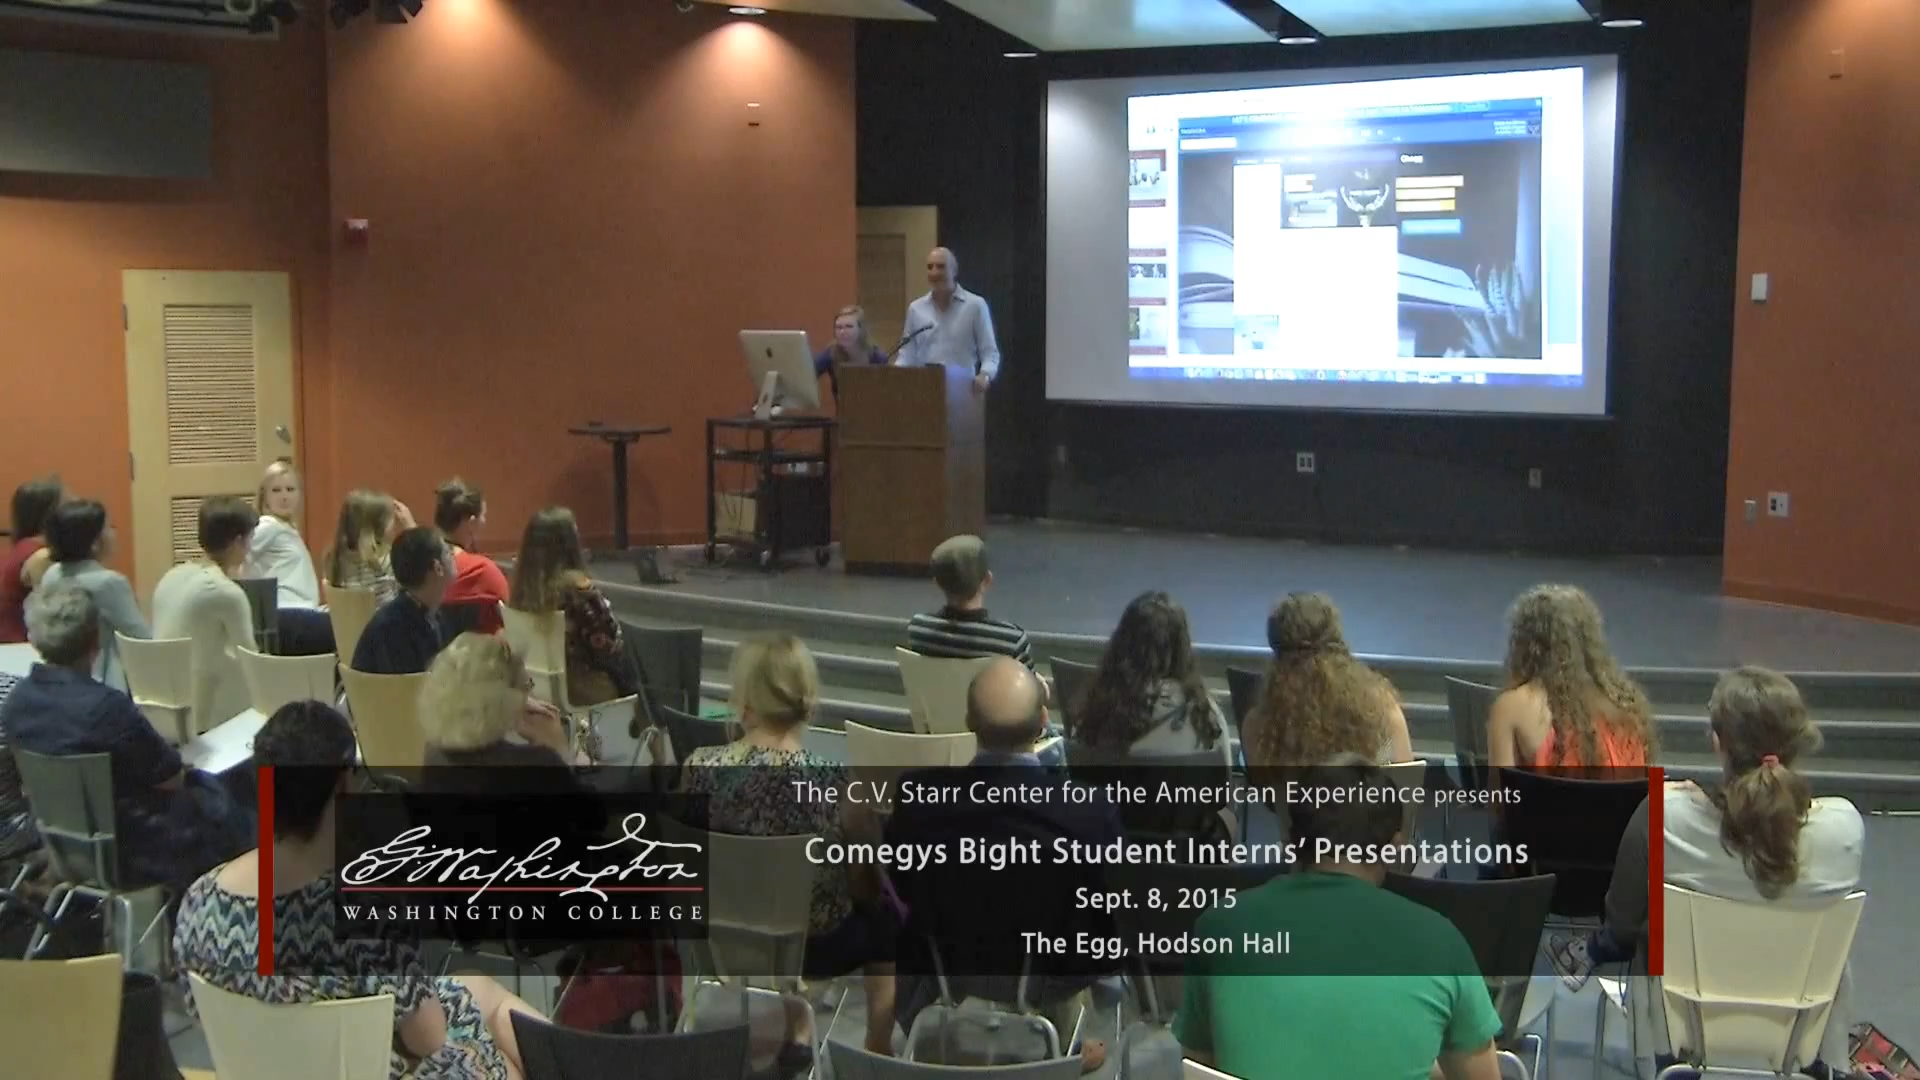 The C.V. Starr Center for the American Experience presents
Comegys Bight Student Interns' Presentations
Sept. 8, 2015
The Egg, Hodson Hall
G. Washington
WASHINGTON COLLEGE
Chegg